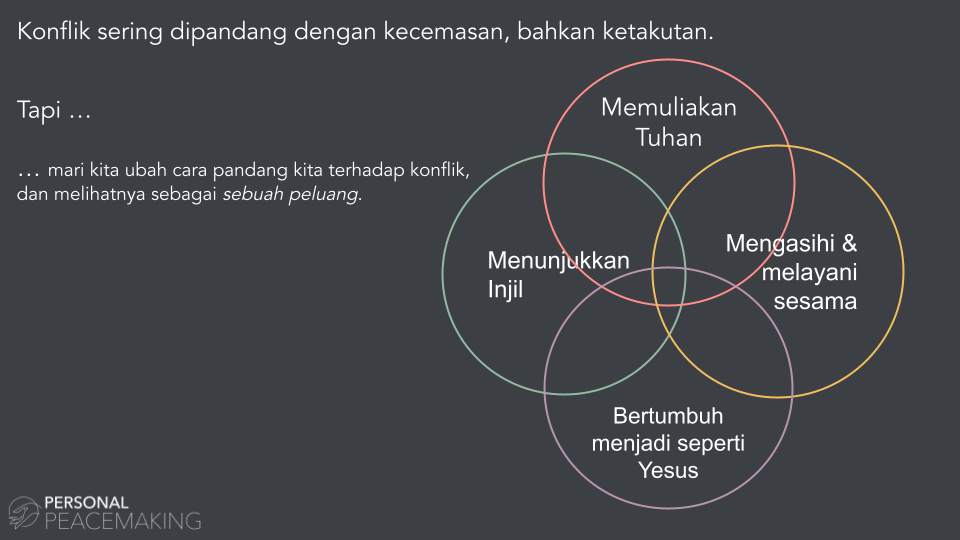 Konflik sering dipandang dengan kecemasan, bahkan ketakutan.
Tapi …
… mari kita ubah cara pandang kita terhadap konflik,
dan melihatnya sebagai sebuah peluang.
Memuliakan
Tuhan
Menunjukkan
Injil
Mengasihi &
melayani
sesama
Bertumbuh
menjadi seperti
Yesus
PERSONAL
PEACEMAKING